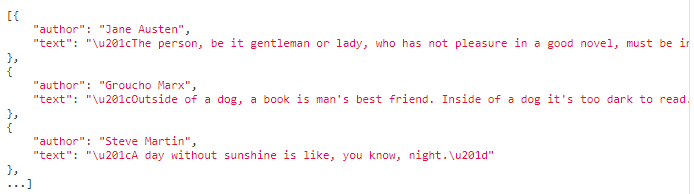 [{
    "author": "Jane Austen",
    "text": "\u201cThe person, be it gentleman or lady, who has not pleasure in a good novel, must be
},
{
    "author": "Groucho Marx",
    "text": "\u201cOutside of a dog, a book is man's best friend. Inside of a dog it's too dark to read.
},
{
    "author": "Steve Martin",
    "text": "\u201cA day without sunshine is like, you know, night.\u201d"
},
...]